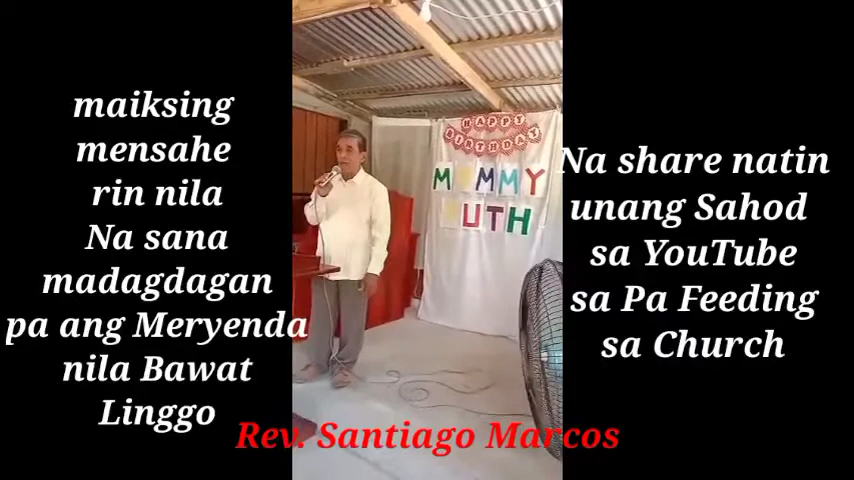 maiksing
mensahe
rin nila
Na sana
madagdagan
pa ang Meryenda
nila Bawat
Linggo
HAPPY
BIRTHDAY
MOMMY
RUTH
Na share natin
unang Sahod
sa YouTube
sa Pa Feeding
sa Church
Rev. Santiago Marcos